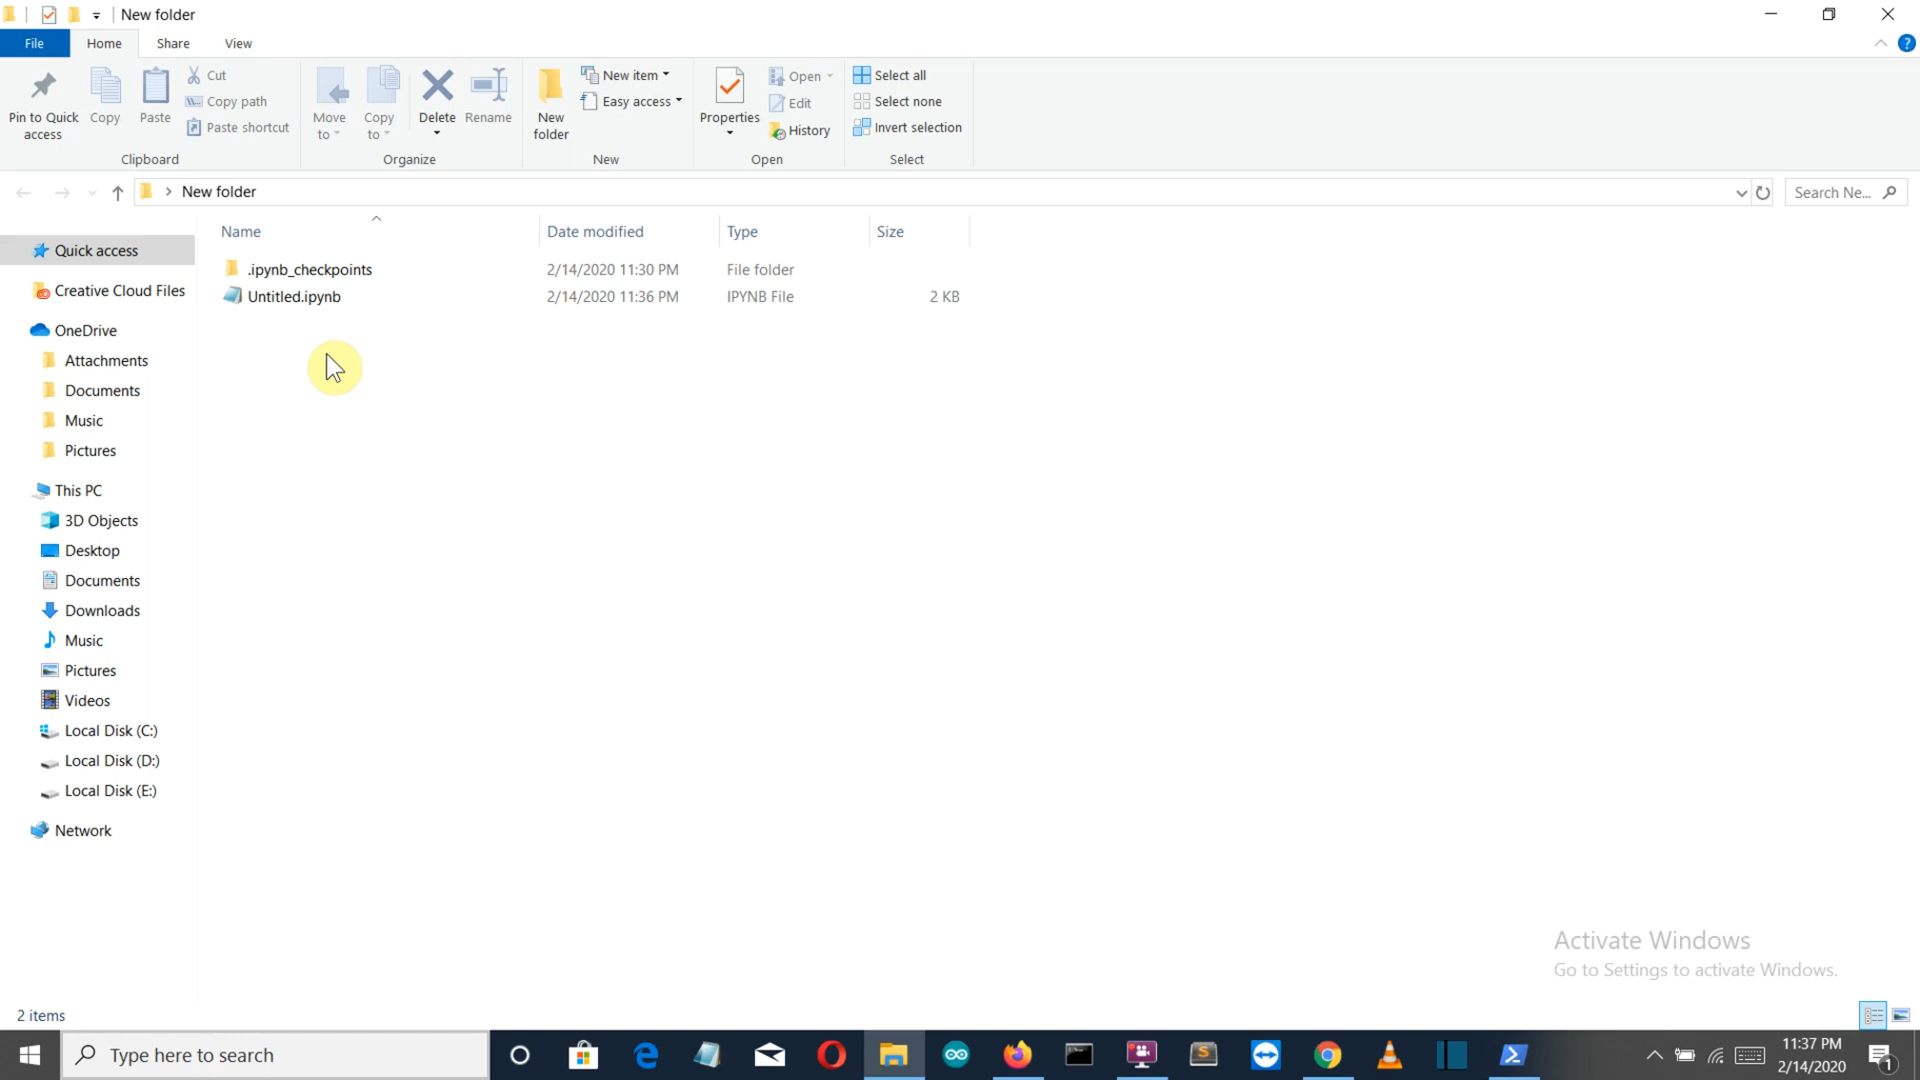 New folder
File Home Share View
Pin to Quick access
Copy
Paste
Cut
Copy path
Paste shortcut
Clipboard
Move to
Copy to
Delete
Rename
Organize
New folder
New item
Easy access
New
Properties
Open
Edit
History
Open
Select all
Select none
Invert selection
Select
New folder
Search Ne...
Name Date modified Type Size
.ipynb_checkpoints 2/14/2020 11:30 PM File folder
Untitled.ipynb 2/14/2020 11:36 PM IPYNB File 2 KB
Quick access
Creative Cloud Files
OneDrive
Attachments
Documents
Music
Pictures
This PC
3D Objects
Desktop
Documents
Downloads
Music
Pictures
Videos
Local Disk (C:)
Local Disk (D:)
Local Disk (E:)
Network
Activate Windows
Go to Settings to activate Windows.
2 items
Type here to search
11:37 PM
2/14/2020
1